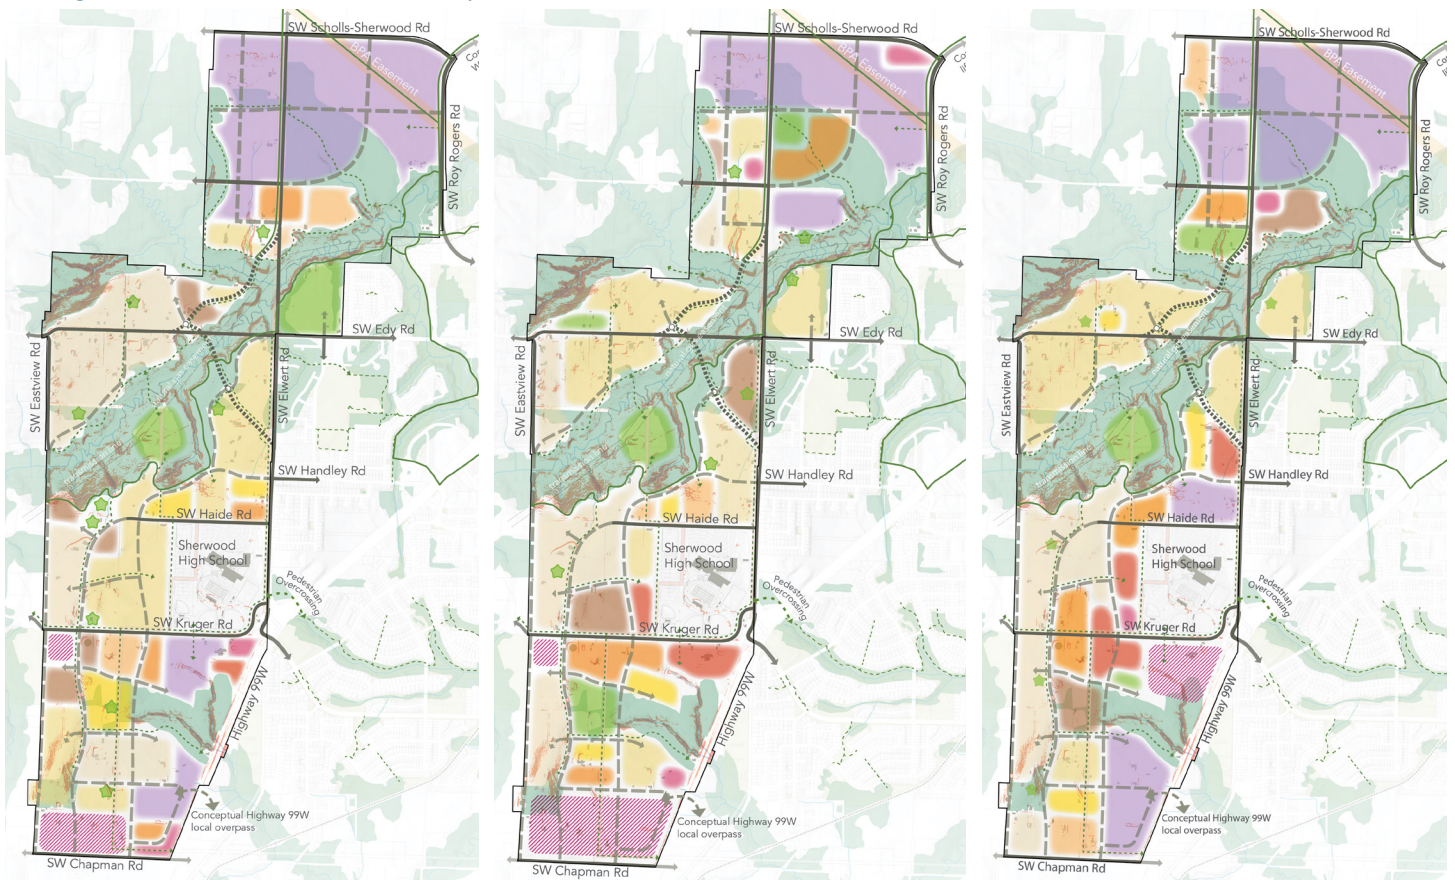 SW Scholls-Sherwood Rd
BPA Easement
SW Roy Rogers Rd
SW Edy Rd
SW Eastview Rd
SW Elwert Rd
SW Handley Rd
SW Haide Rd
Sherwood
High School
Pedestrian
Overcrossing
SW Kruger Rd
Highway 99W
Conceptual Highway 99W
local overpass
SW Chapman Rd
SW Scholls-Sherwood Rd
BPA Easement
SW Roy Rogers Rd
SW Edy Rd
SW Eastview Rd
SW Elwert Rd
SW Handley Rd
SW Haide Rd
Sherwood
High School
Pedestrian
Overcrossing
SW Kruger Rd
Highway 99W
Conceptual Highway 99W
local overpass
SW Chapman Rd
SW Scholls-Sherwood Rd
BPA Easement
SW Roy Rogers Rd
SW Edy Rd
SW Eastview Rd
SW Elwert Rd
SW Handley Rd
SW Haide Rd
Sherwood
High School
Pedestrian
Overcrossing
SW Kruger Rd
Highway 99W
Conceptual Highway 99W
local overpass
SW Chapman Rd